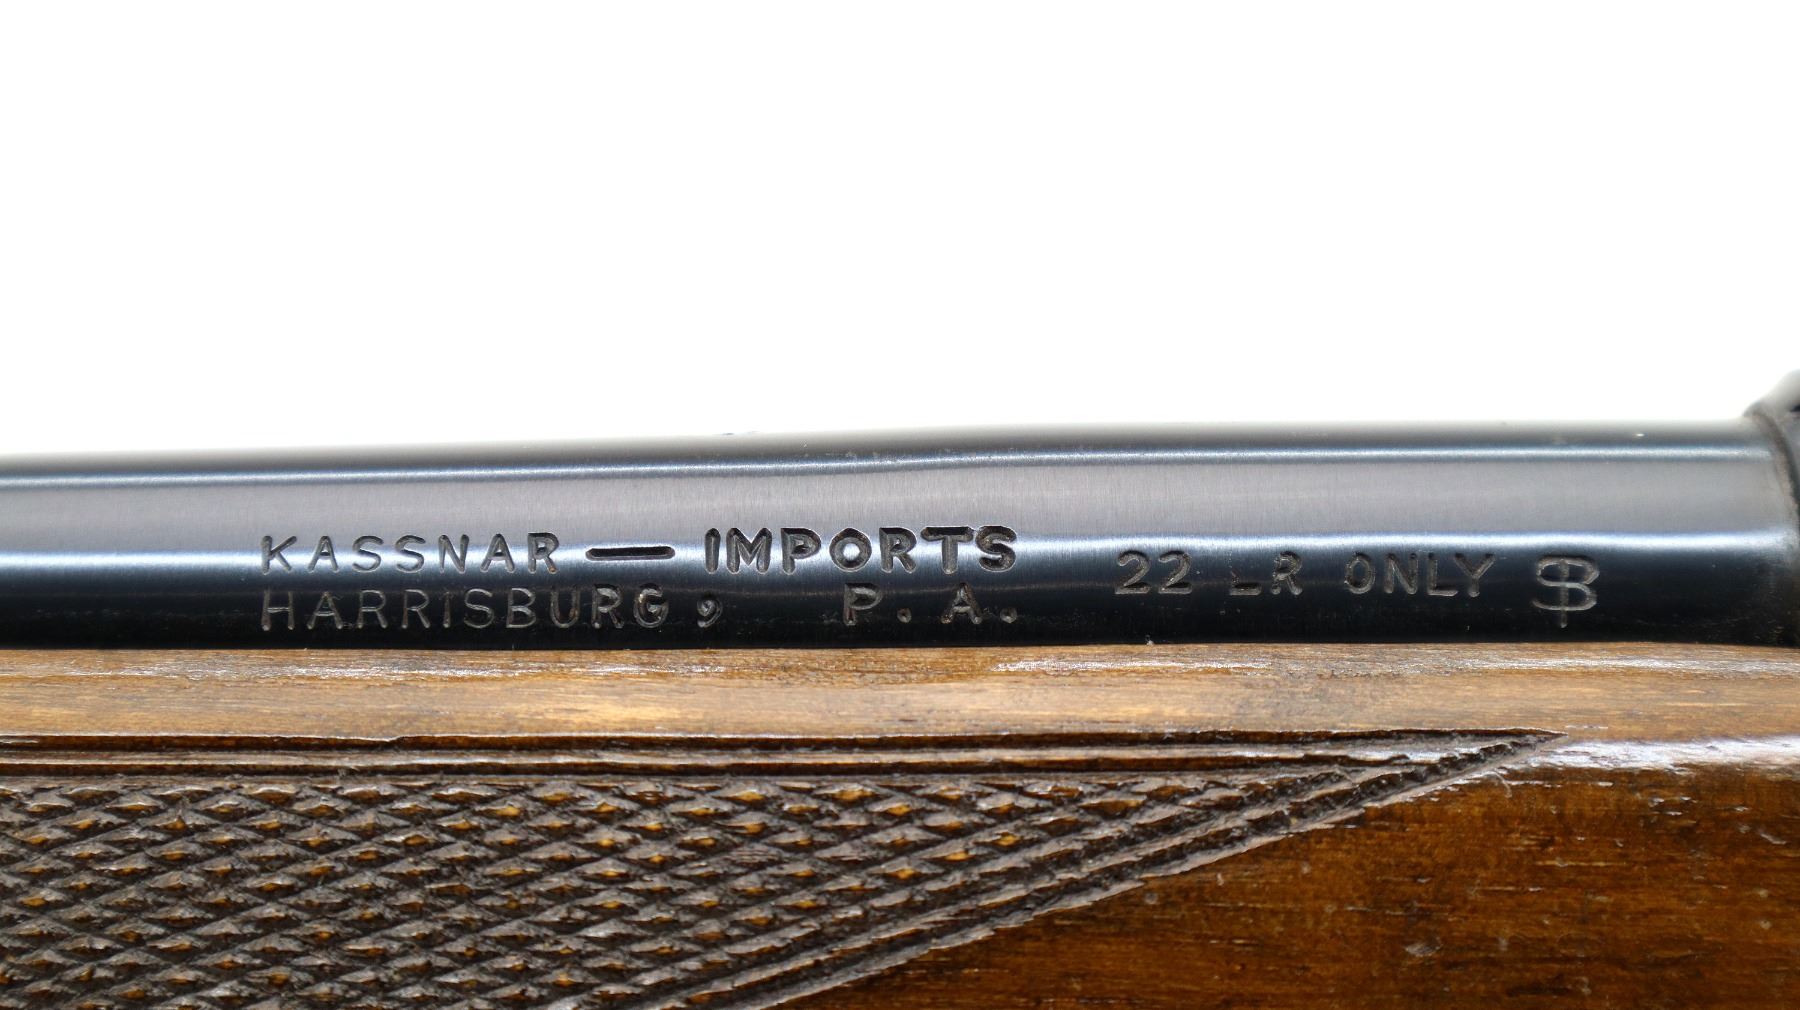 KASSNAR — IMPORTS
HARRISBURG, P. A.
22 LR ONLY